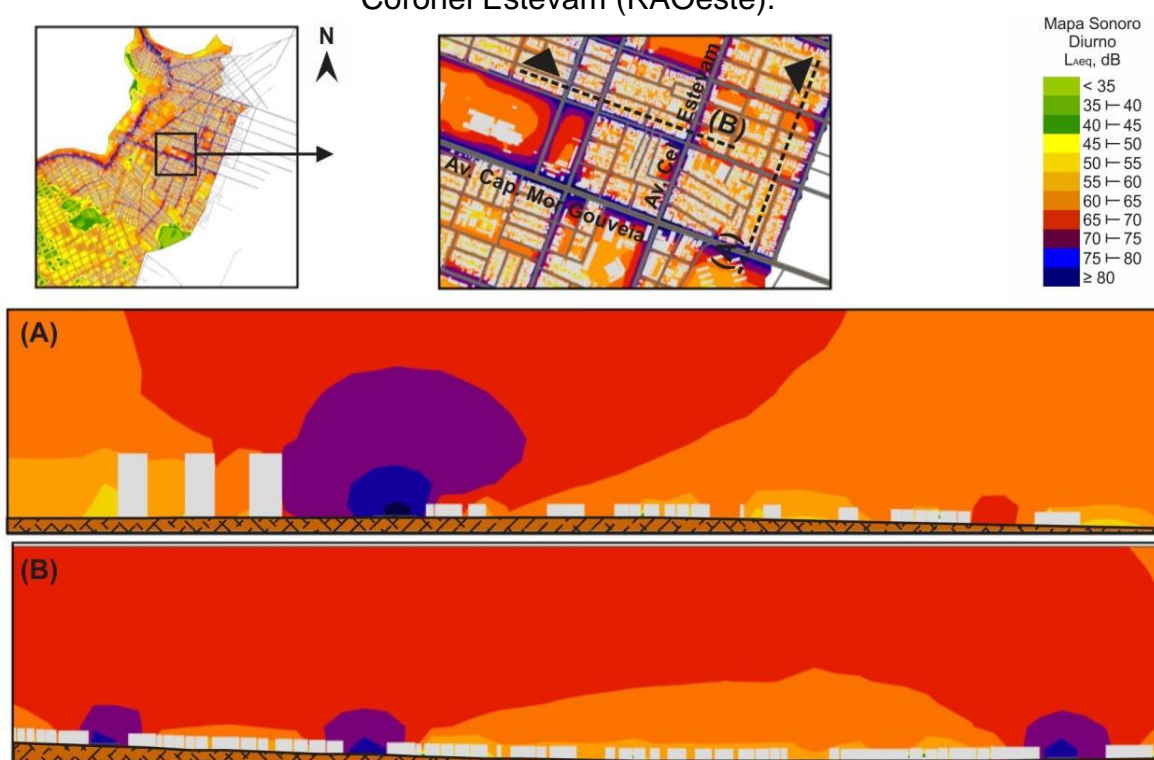 Coronel Estevam (RAOeste).
N
Av. Cel. Estevam
(B)
Av. Cap. Mor Gouveia
(A)
Mapa Sonoro
Diurno
LAeq, dB
< 35
35 ⊢ 40
40 ⊢ 45
45 ⊢ 50
50 ⊢ 55
55 ⊢ 60
60 ⊢ 65
65 ⊢ 70
70 ⊢ 75
75 ⊢ 80
≥ 80
(A)
(B)